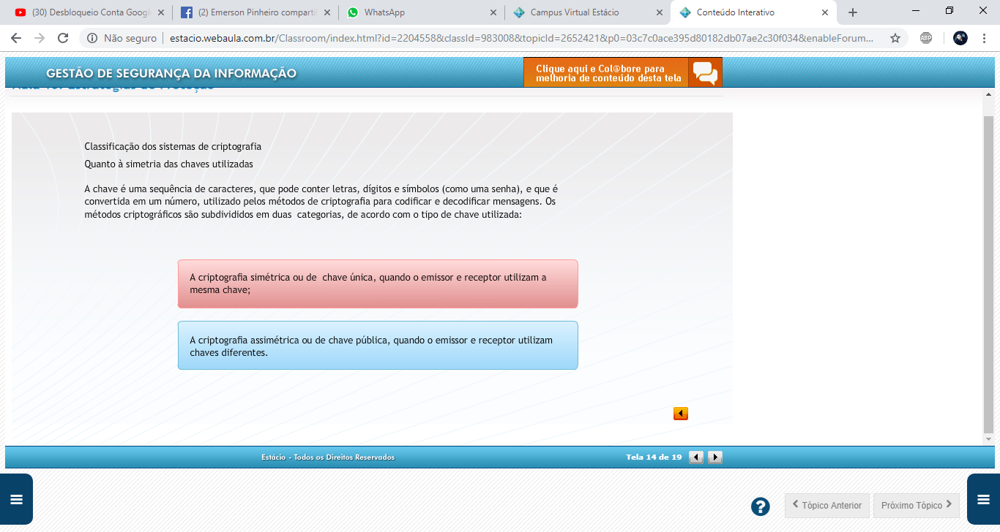 (30) Desbloqueio Conta Googl
(2) Emerson Pinheiro comparti
WhatsApp
Campus Virtual Estácio
Conteúdo Interativo
Não seguro
estacio.webaula.com.br/Classroom/index.html?id=2204558&classId=983008&topicId=2652421&p0=03c7c0ace395d80182db07ae2c30f034&enableForum...
ABP
GESTÃO DE SEGURANÇA DA INFORMAÇÃO
Clique aqui e Col@bore para
melhoria de conteúdo desta tela
Aula 10: Estratégias de Proteção
Classificação dos sistemas de criptografia
Quanto à simetria das chaves utilizadas
A chave é uma sequência de caracteres, que pode conter letras, dígitos e símbolos (como uma senha), e que é
convertida em um número, utilizado pelos métodos de criptografia para codificar e decodificar mensagens. Os
métodos criptográficos são subdivididos em duas categorias, de acordo com o tipo de chave utilizada:
A criptografia simétrica ou de chave única, quando o emissor e receptor utilizam a
mesma chave;
A criptografia assimétrica ou de chave pública, quando o emissor e receptor utilizam
chaves diferentes.
Estácio - Todos os Direitos Reservados
Tela 14 de 19
?
Tópico Anterior
Próximo Tópico